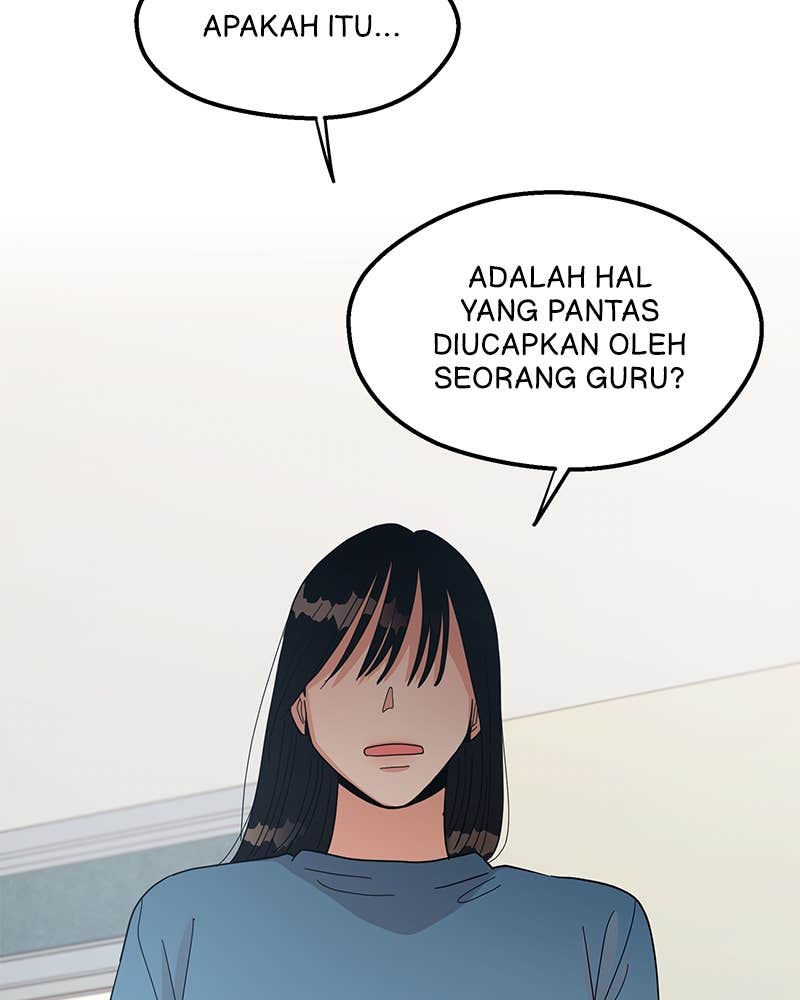 APAKAH ITU...
ADALAH HAL
YANG PANTAS
DIUCAPKAN OLEH
SEORANG GURU?